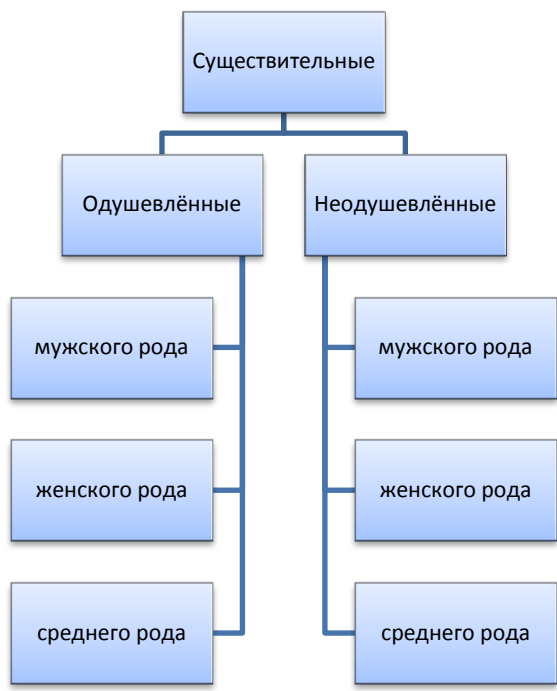 Существительные
Одушевлённые
Неодушевлённые
мужского рода
мужского рода
женского рода
женского рода
среднего рода
среднего рода